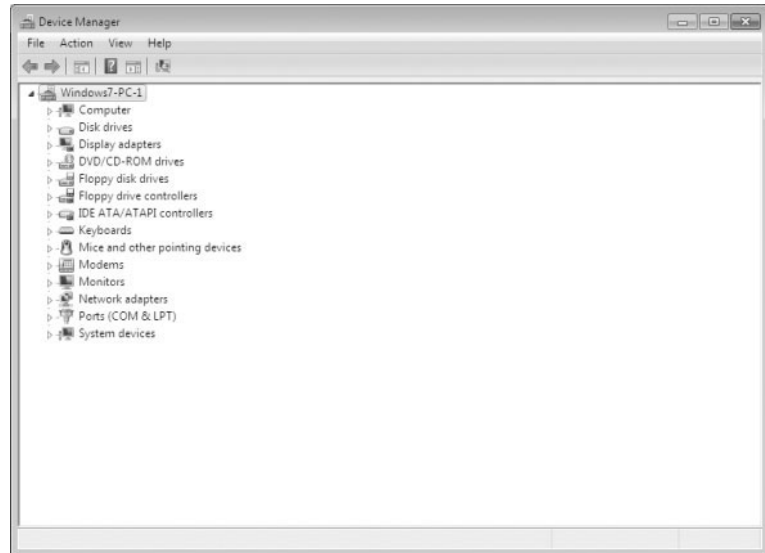 Device Manager
File Action View Help
Windows7-PC-1
Computer
Disk drives
Display adapters
DVD/CD-ROM drives
Floppy disk drives
Floppy drive controllers
IDE ATA/ATAPI controllers
Keyboards
Mice and other pointing devices
Modems
Monitors
Network adapters
Ports (COM & LPT)
System devices